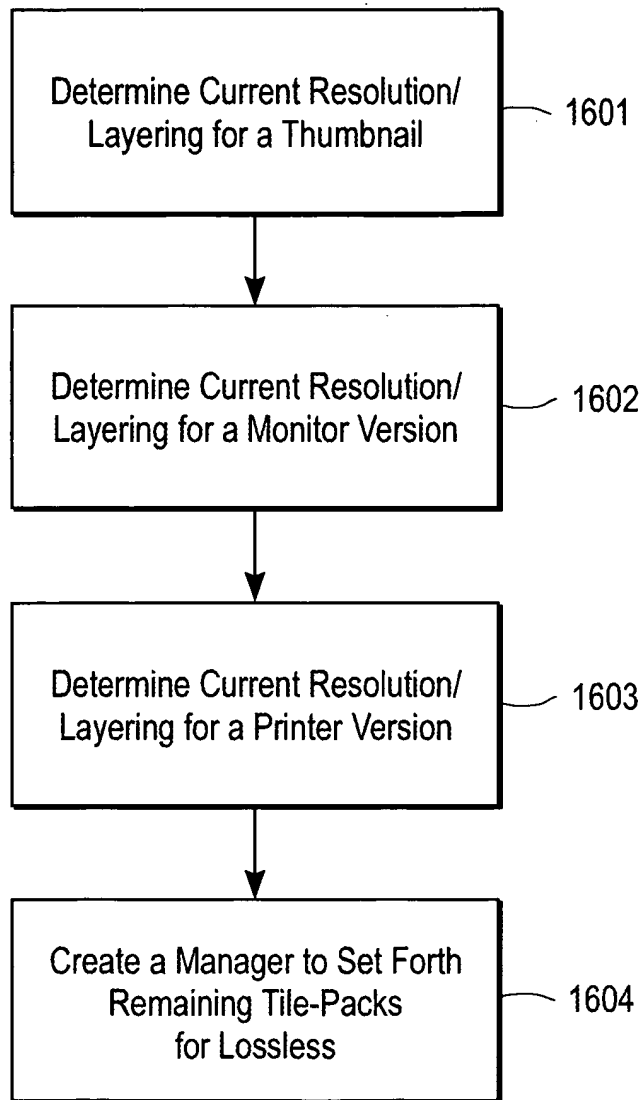 Determine Current Resolution/
Layering for a Thumbnail
1601
Determine Current Resolution/
Layering for a Monitor Version
1602
Determine Current Resolution/
Layering for a Printer Version
1603
Create a Manager to Set Forth
Remaining Tile-Packs
for Lossless
1604